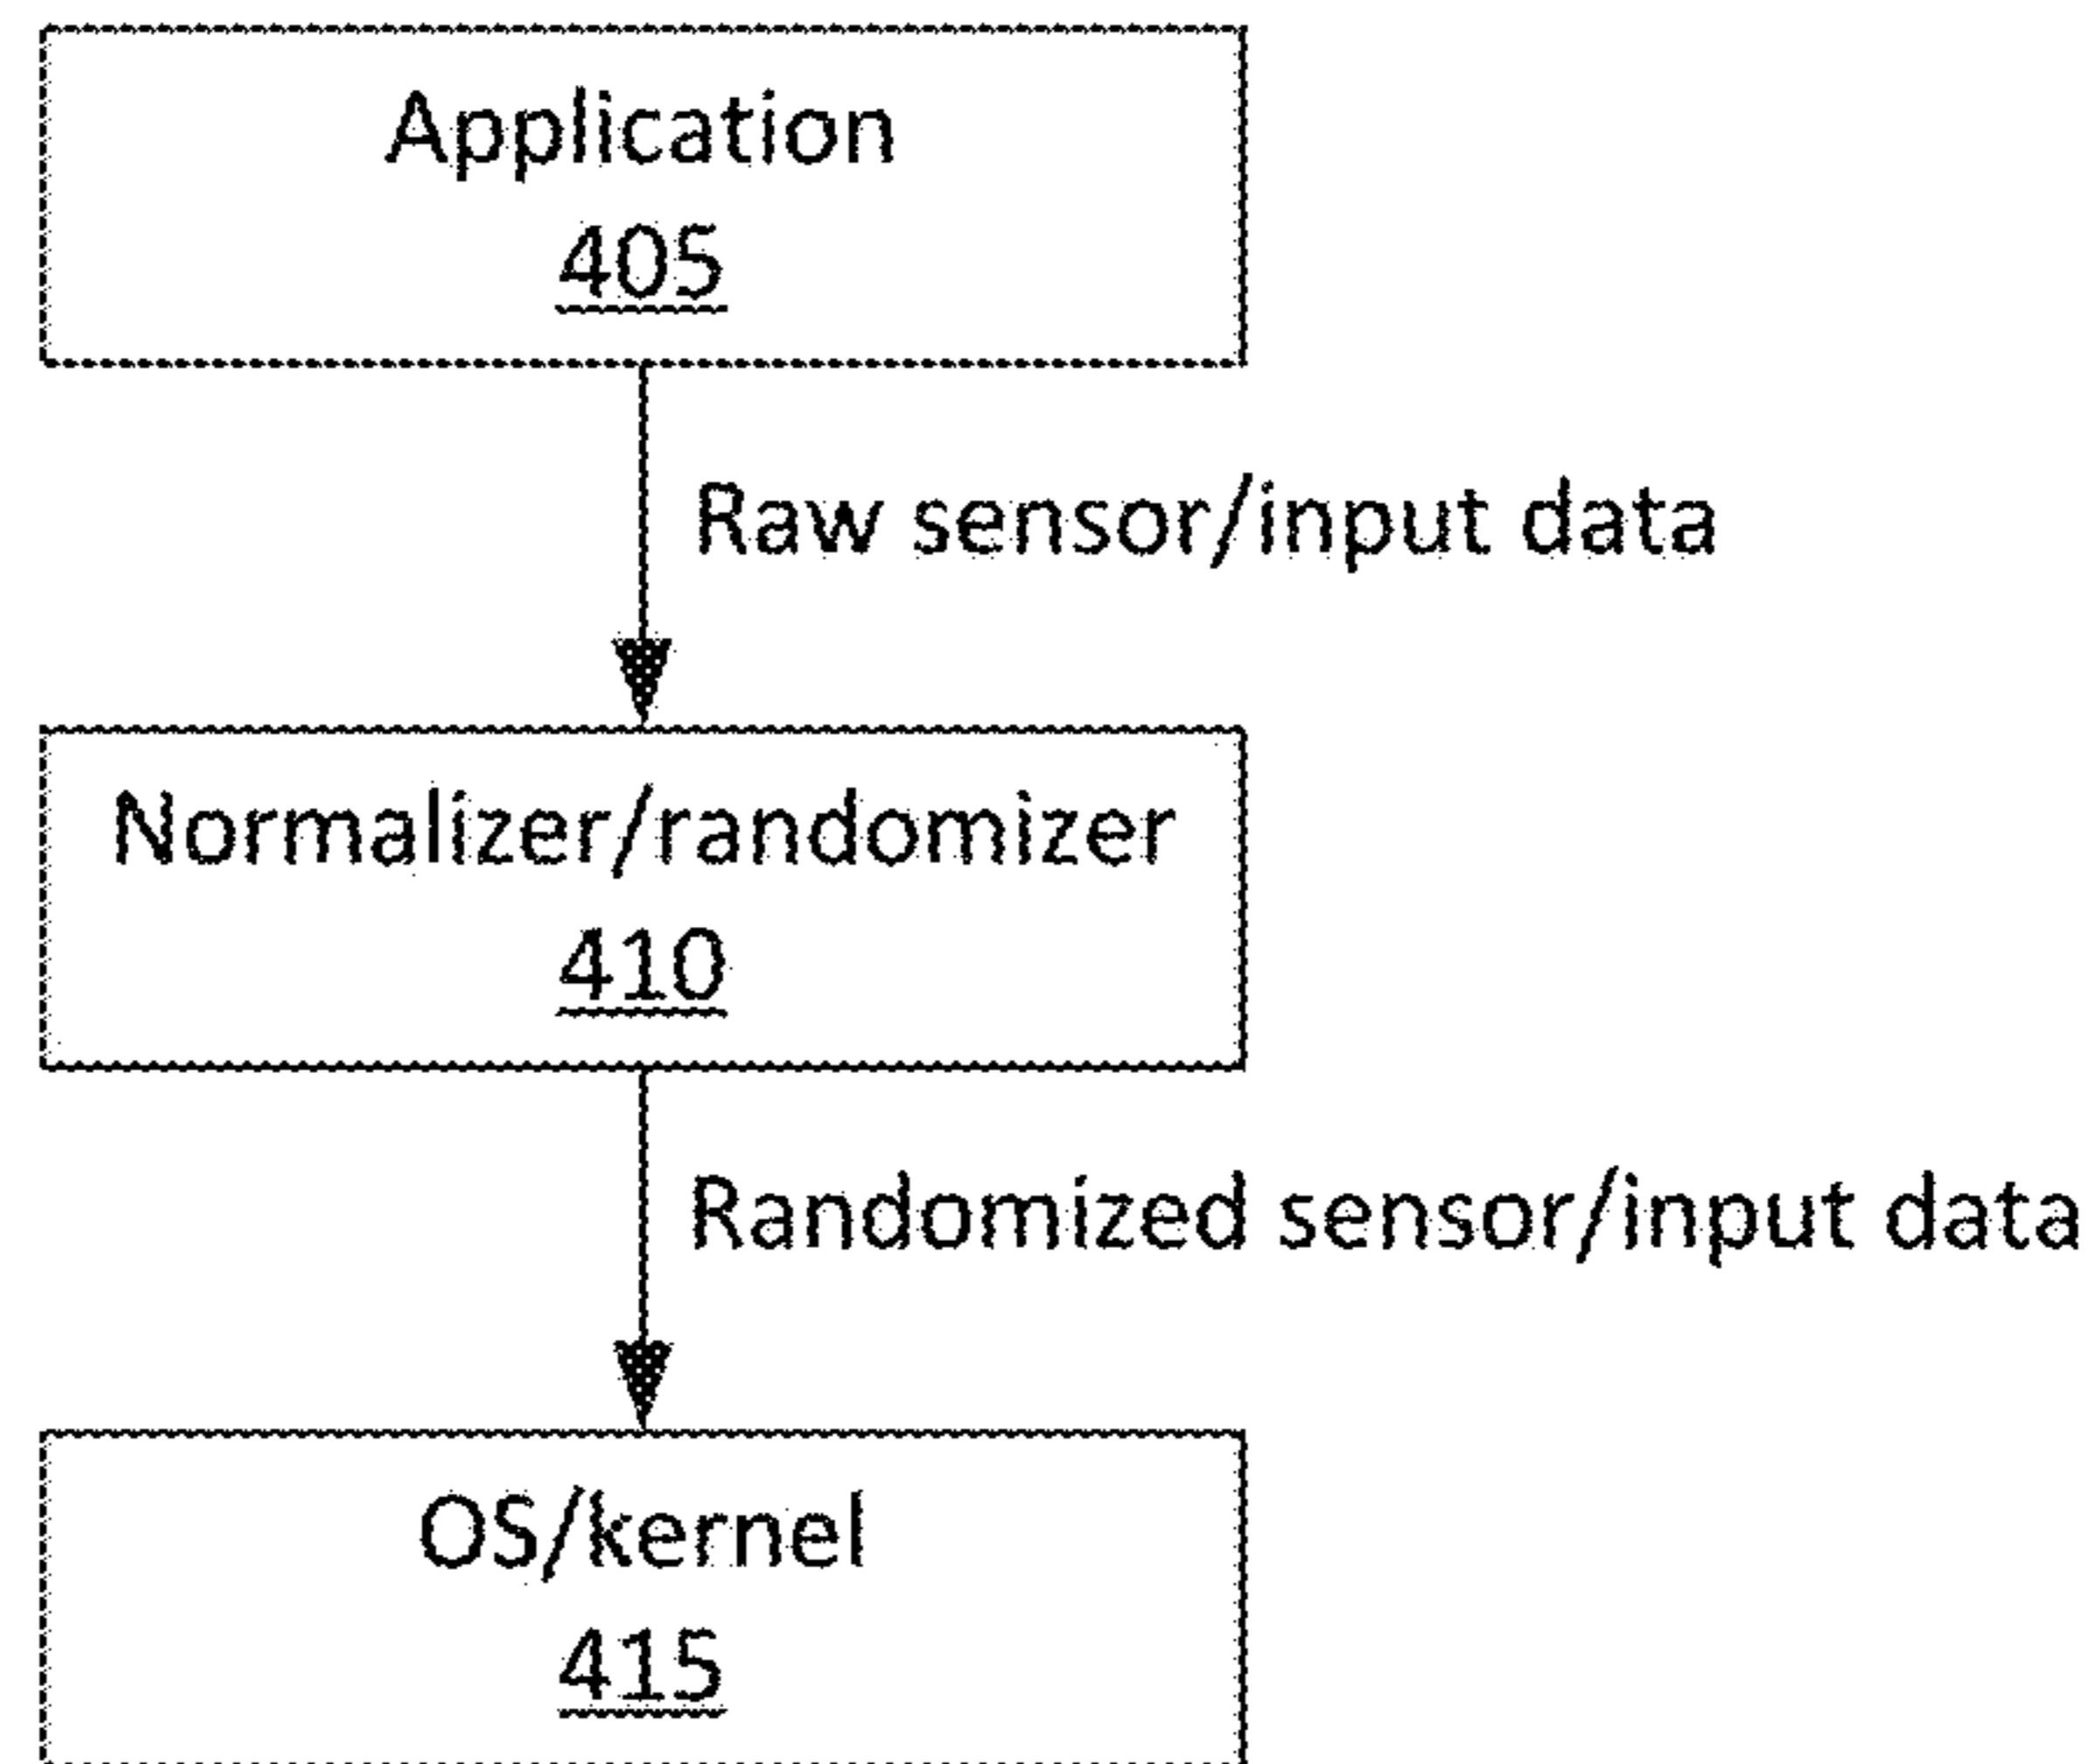 Application
405
Raw sensor/input data
Normalizer/randomizer
410
Randomized sensor/input data
OS/kernel
415